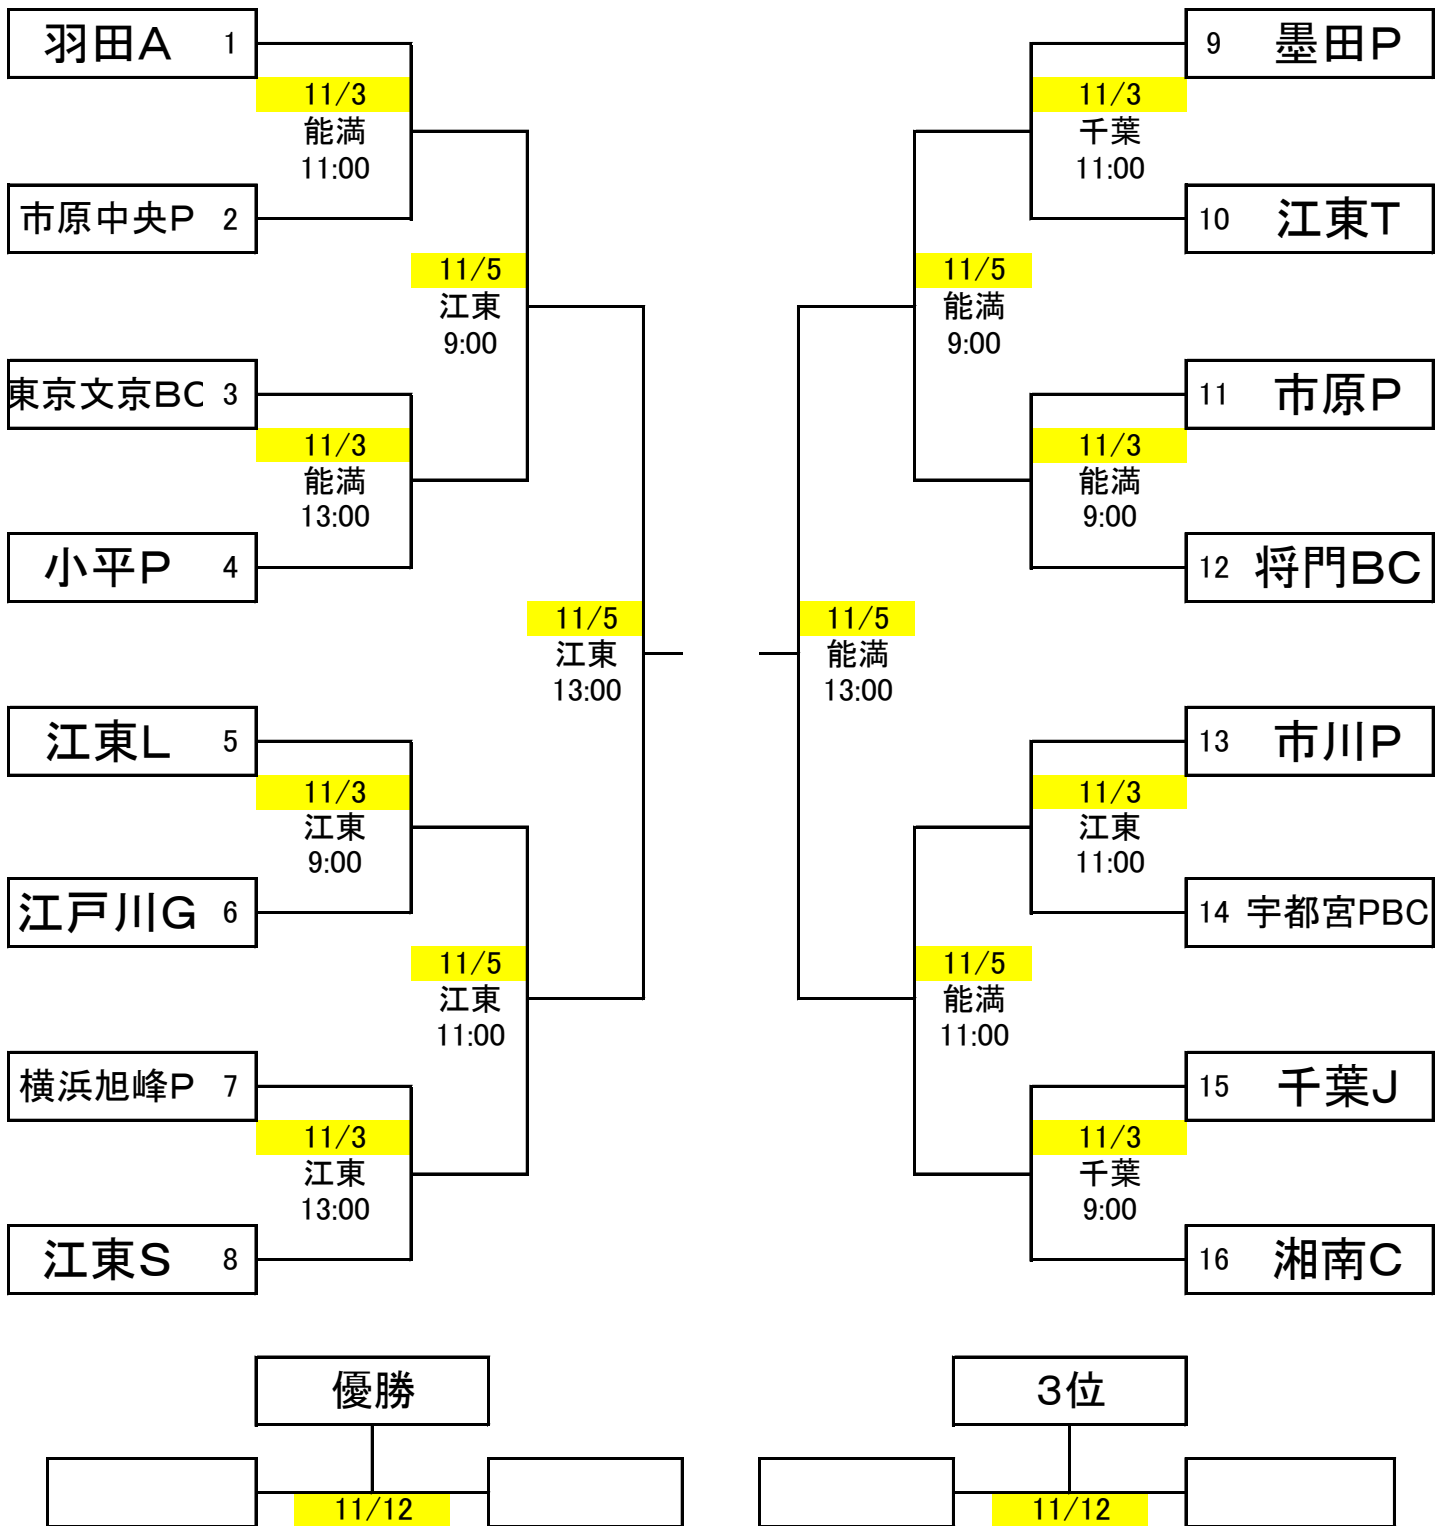 羽田A 1
11/3
能満
11:00
市原中央P 2
11/5
江東
9:00
東京文京BC 3
11/3
能満
13:00
小平P 4
11/5
江東
13:00
江東L 5
11/3
江東
9:00
江戸川G 6
11/5
江東
11:00
横浜旭峰P 7
11/3
江東
13:00
江東S 8
9 墨田P
11/3
千葉
11:00
10 江東T
11/5
能満
9:00
11 市原P
11/3
能満
9:00
12 将門BC
11/5
能満
13:00
13 市川P
11/3
江東
11:00
14 宇都宮PBC
11/5
能満
11:00
15 千葉J
11/3
千葉
9:00
16 湘南C
優勝
11/12
3位
11/12